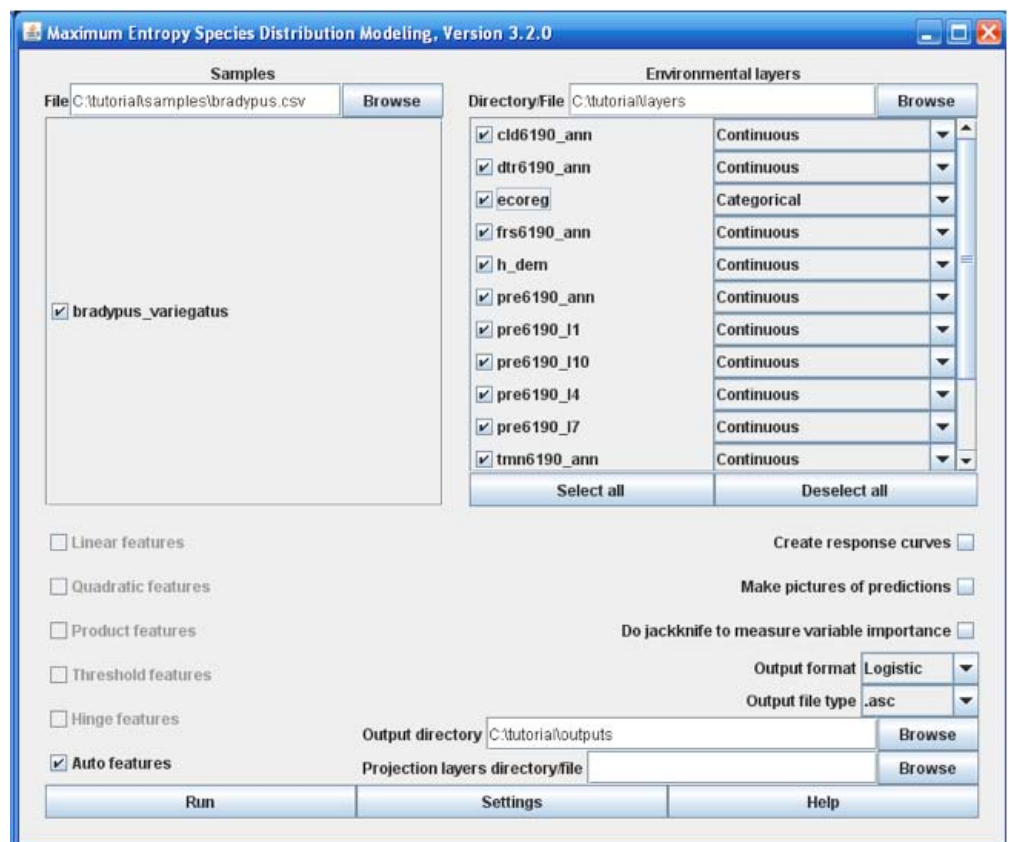 Maximum Entropy Species Distribution Modeling, Version 3.2.0
Samples
File C:\tutorial\samples\bradypus.csv Browse
bradypus_variegatus
Environmental layers
Directory/File C:\tutorial\layers Browse
cld6190_ann Continuous
dtr6190_ann Continuous
ecoreg Categorical
frs6190_ann Continuous
h_dem Continuous
pre6190_ann Continuous
pre6190_l1 Continuous
pre6190_l10 Continuous
pre6190_l4 Continuous
pre6190_l7 Continuous
tmn6190_ann Continuous
Select all Deselect all
Linear features
Quadratic features
Product features
Threshold features
Hinge features
Auto features
Create response curves
Make pictures of predictions
Do jackknife to measure variable importance
Output format Logistic
Output file type .asc
Output directory C:\tutorial\outputs Browse
Projection layers directory/file Browse
Run Settings Help